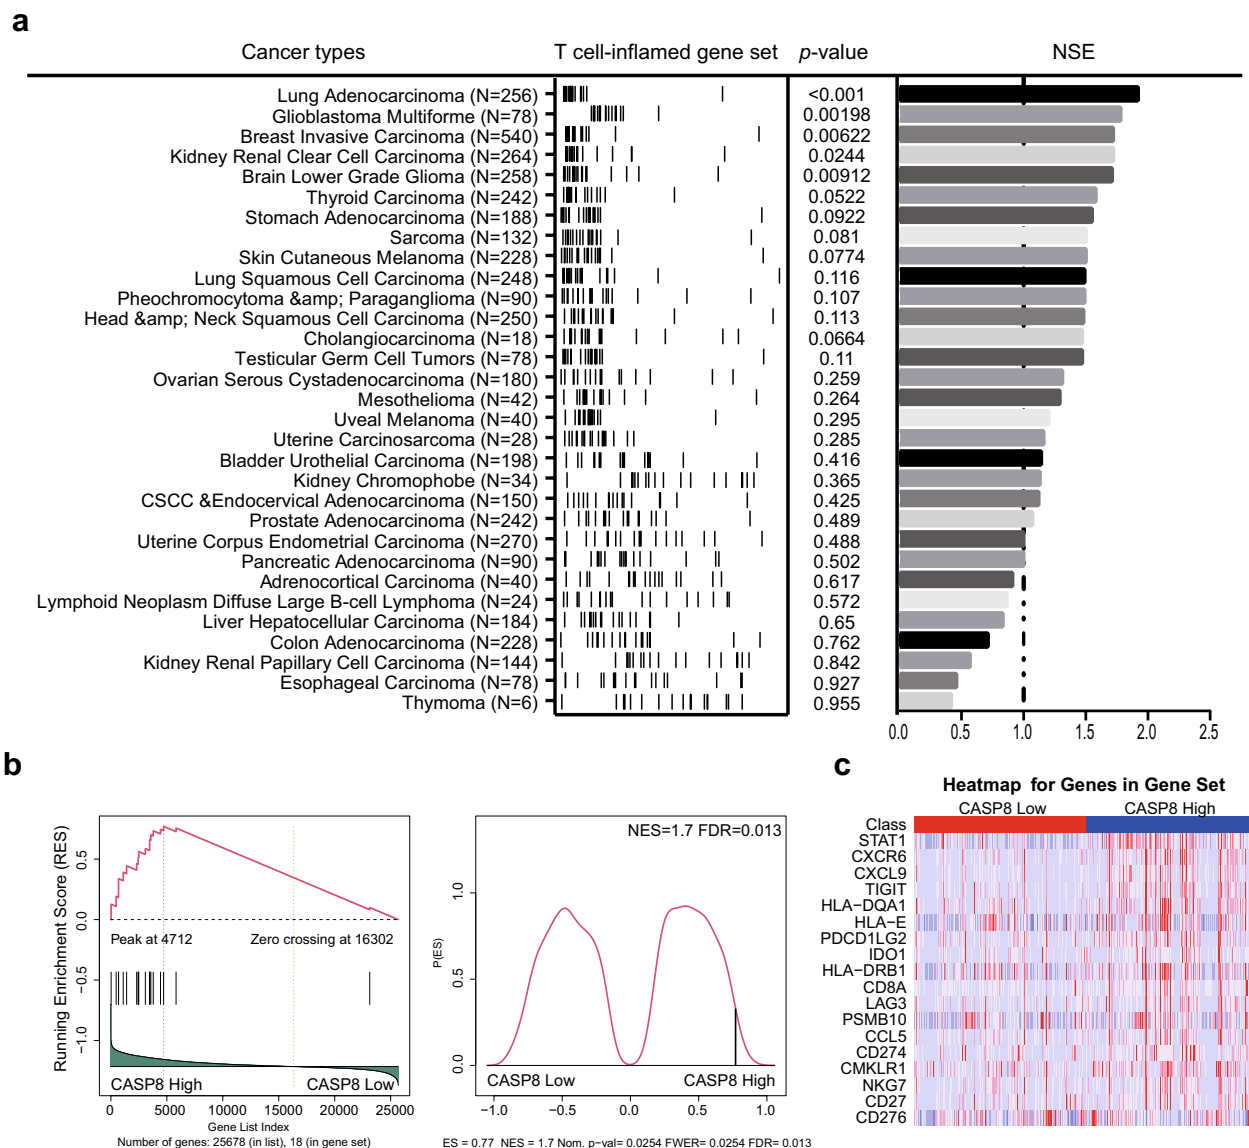 a
Cancer types T cell-inflamed gene set p-value NSE
Lung Adenocarcinoma (N=256) <0.001
Glioblastoma Multiforme (N=78) 0.00198
Breast Invasive Carcinoma (N=540) 0.00622
Kidney Renal Clear Cell Carcinoma (N=264) 0.0244
Brain Lower Grade Glioma (N=258) 0.00912
Thyroid Carcinoma (N=242) 0.0522
Stomach Adenocarcinoma (N=188) 0.0922
Sarcoma (N=132) 0.081
Skin Cutaneous Melanoma (N=228) 0.0774
Lung Squamous Cell Carcinoma (N=248) 0.116
Pheochromocytoma &amp; Paraganglioma (N=90) 0.107
Head &amp; Neck Squamous Cell Carcinoma (N=250) 0.113
Cholangiocarcinoma (N=18) 0.0664
Testicular Germ Cell Tumors (N=78) 0.11
Ovarian Serous Cystadenocarcinoma (N=180) 0.259
Mesothelioma (N=42) 0.264
Uveal Melanoma (N=40) 0.295
Uterine Carcinosarcoma (N=28) 0.285
Bladder Urothelial Carcinoma (N=198) 0.416
Kidney Chromophobe (N=34) 0.365
CSCC &Endocervical Adenocarcinoma (N=150) 0.425
Prostate Adenocarcinoma (N=242) 0.489
Uterine Corpus Endometrial Carcinoma (N=270) 0.488
Pancreatic Adenocarcinoma (N=90) 0.502
Adrenocortical Carcinoma (N=40) 0.617
Lymphoid Neoplasm Diffuse Large B-cell Lymphoma (N=24) 0.572
Liver Hepatocellular Carcinoma (N=184) 0.65
Colon Adenocarcinoma (N=228) 0.762
Kidney Renal Papillary Cell Carcinoma (N=144) 0.842
Esophageal Carcinoma (N=78) 0.927
Thymoma (N=6) 0.955
0.0 0.5 1.0 1.5 2.0 2.5
b
Running Enrichment Score (RES)
0.5
0.0
−0.5
−1.0
Peak at 4712 Zero crossing at 16302
CASP8 High CASP8 Low
0 5000 10000 15000 20000 25000
Gene List Index
Number of genes: 25678 (in list), 18 (in gene set)
NES=1.7 FDR=0.013
P(ES)
1.0
0.5
0.0
CASP8 Low CASP8 High
−1.0 −0.5 0.0 0.5 1.0
ES = 0.77 NES = 1.7 Nom. p−val= 0.0254 FWER= 0.0254 FDR= 0.013
c
Heatmap for Genes in Gene Set
CASP8 Low CASP8 High
Class
STAT1
CXCR6
CXCL9
TIGIT
HLA−DQA1
HLA−E
PDCD1LG2
IDO1
HLA−DRB1
CD8A
LAG3
PSMB10
CCL5
CD274
CMKLR1
NKG7
CD27
CD276